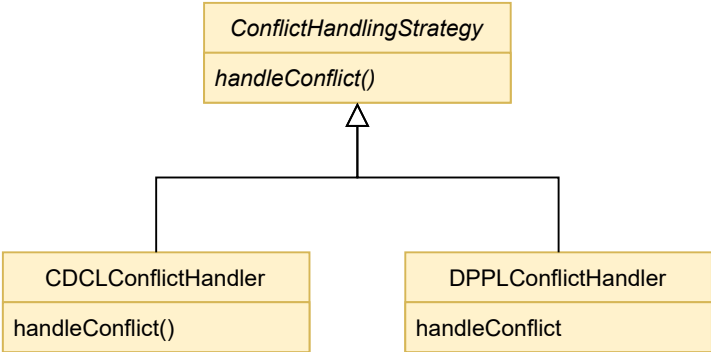 ConflictHandlingStrategy
handleConflict()
CDCLConflictHandler
handleConflict()
DPPLConflictHandler
handleConflict